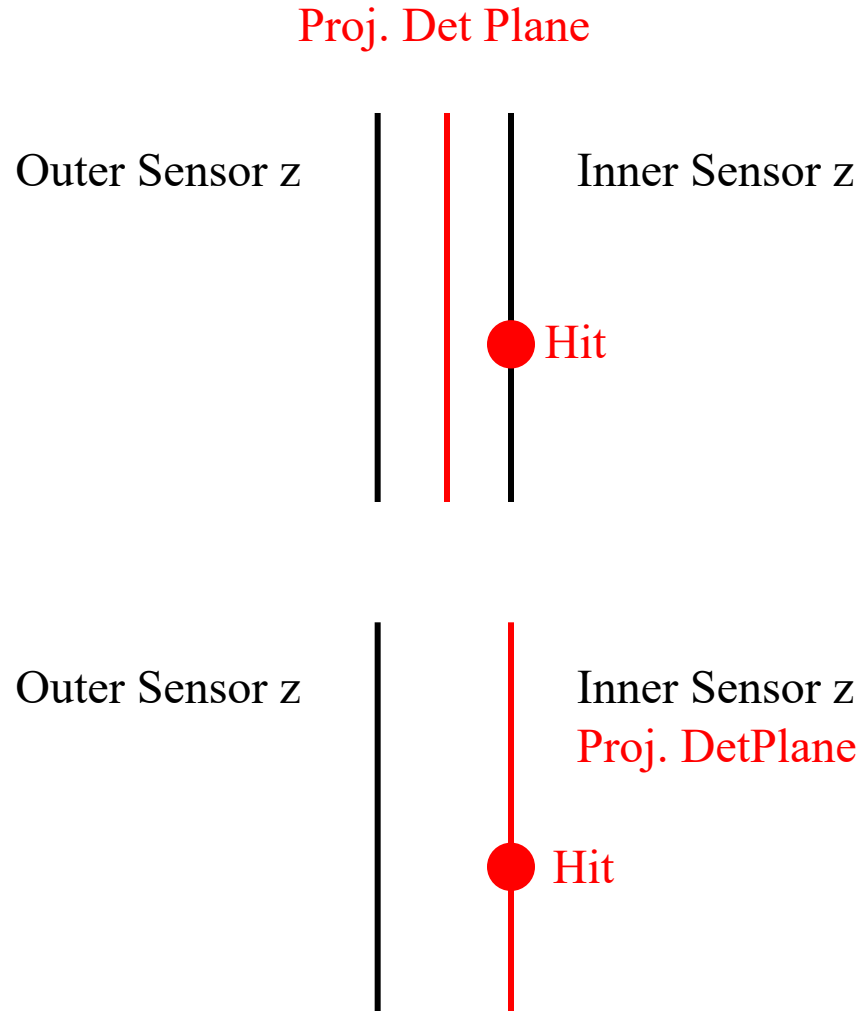 Proj. Det Plane
Outer Sensor z
Inner Sensor z
Hit
Outer Sensor z
Inner Sensor z
Proj. DetPlane
Hit